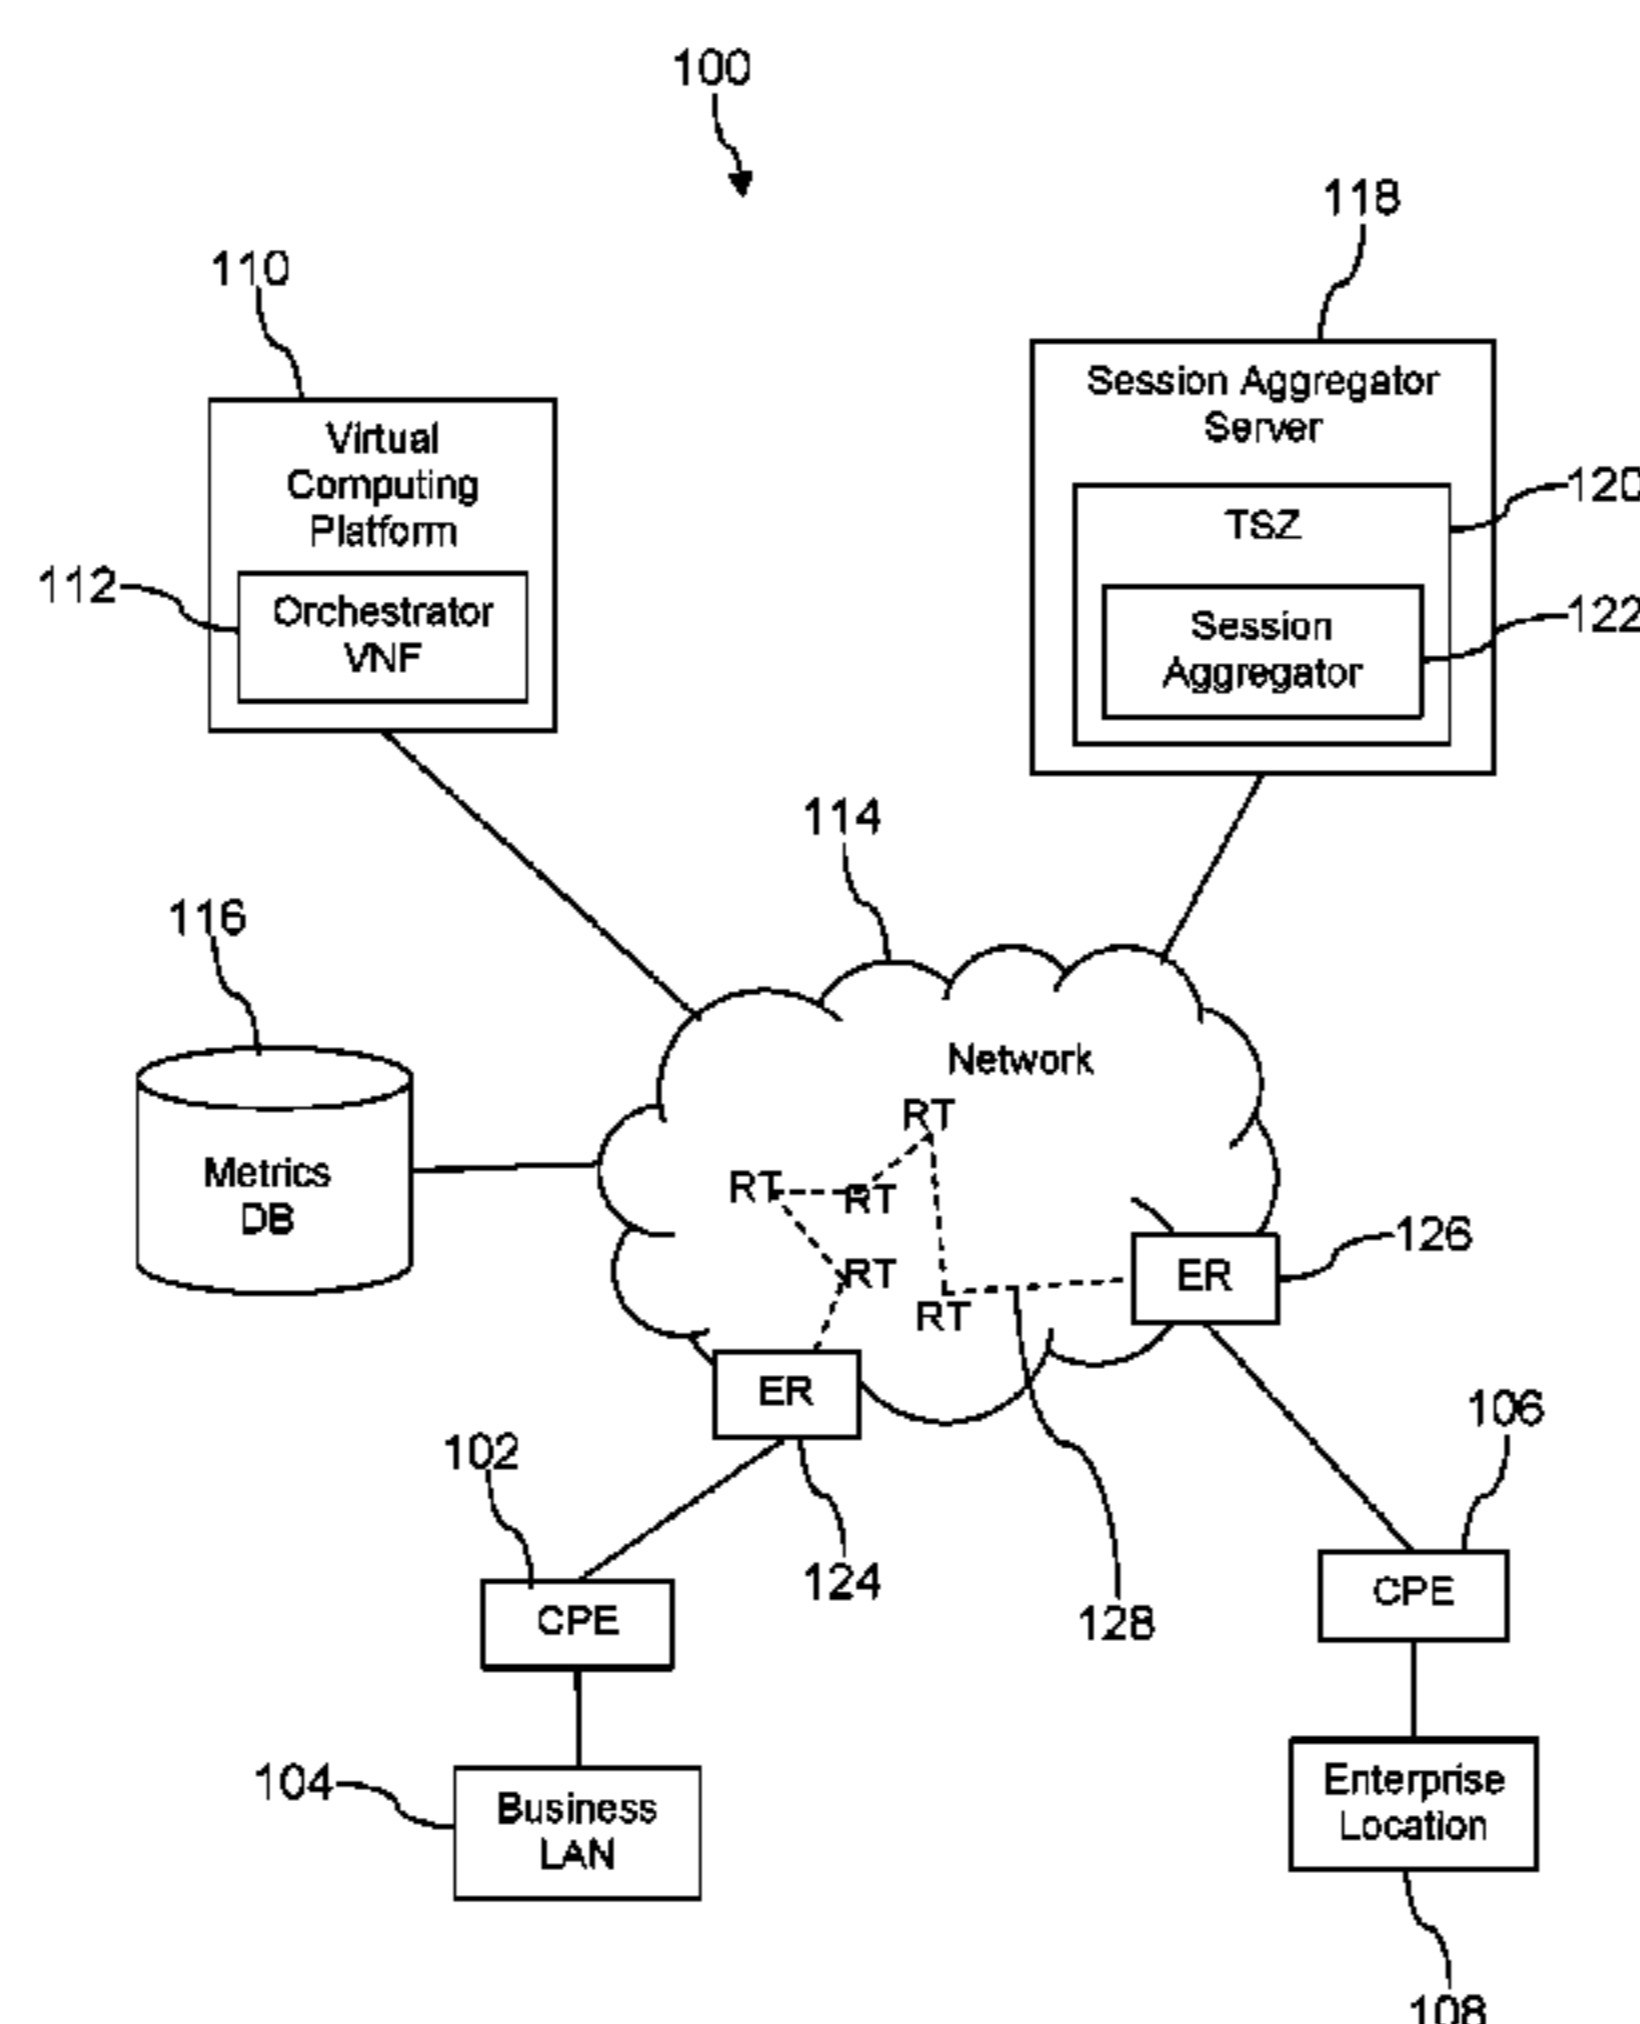 100
118
110
Session Aggregator
Server
Virtual
Computing
Platform
120
TSZ
112
Orchestrator
VNF
122
Session
Aggregator
114
116
Network
RT
Metrics
DB
RT
RT
126
ER
RT
RT
ER
106
102
124
CPE
128
CPE
104
Business
LAN
Enterprise
Location
108